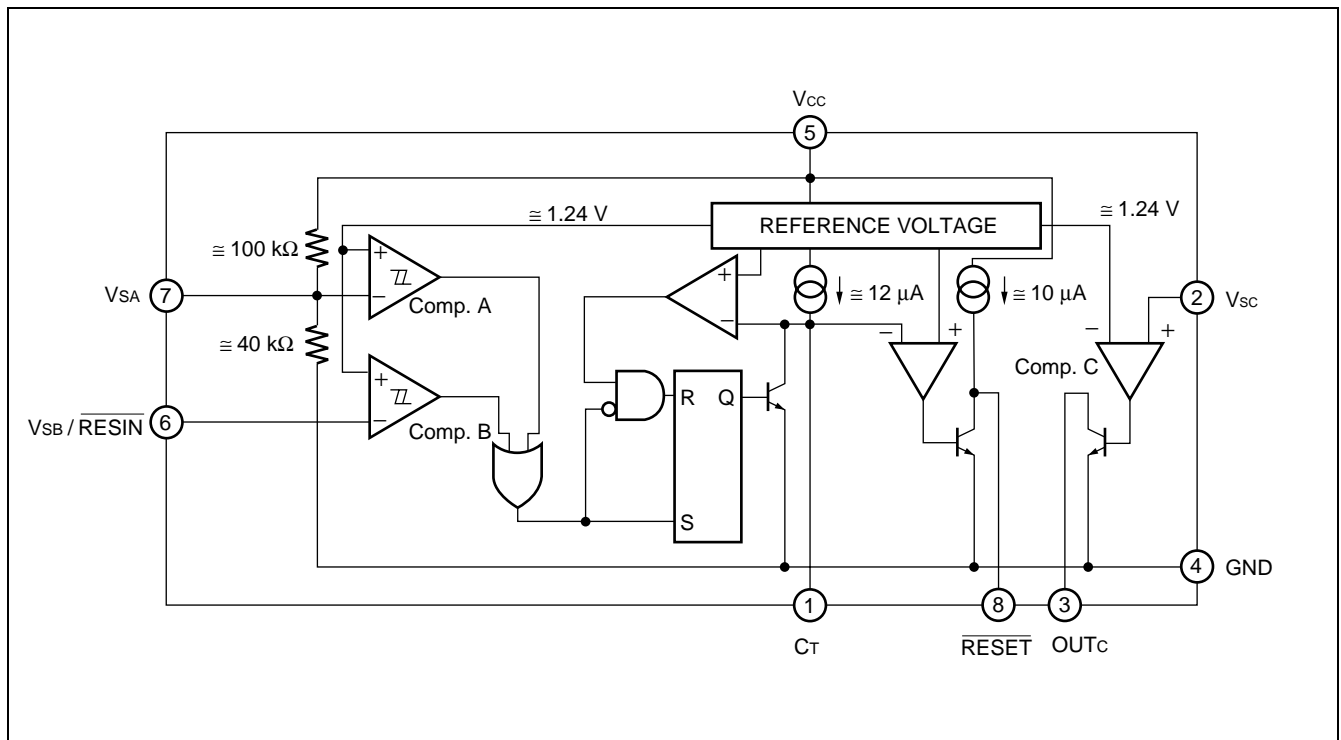 VCC
5
≅ 1.24 V
≅ 1.24 V
REFERENCE VOLTAGE
≅ 100 kΩ
+
−
Comp. A
+
−
≅ 12 μA
≅ 10 μA
VSA
7
2
VSC
−
+
−
+
Comp. C
≅ 40 kΩ
+
−
Comp. B
R
Q
S
VSB / RESIN
6
4
GND
1
8
3
CT
RESET
OUTC